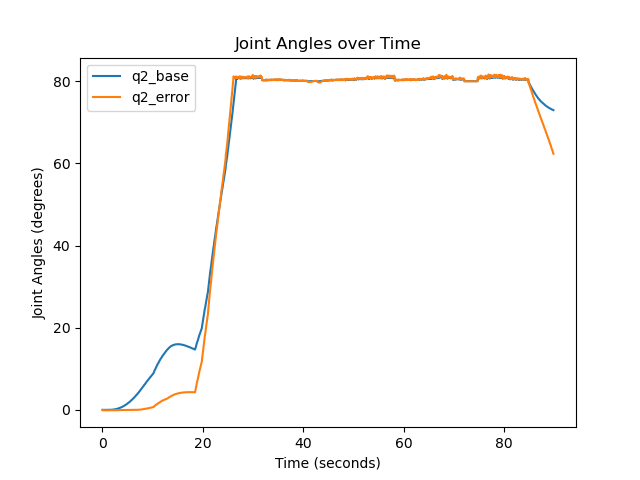 Joint Angles over Time
q2_base
q2_error
Joint Angles (degrees)
80
60
40
20
0
0 20 40 60 80
Time (seconds)